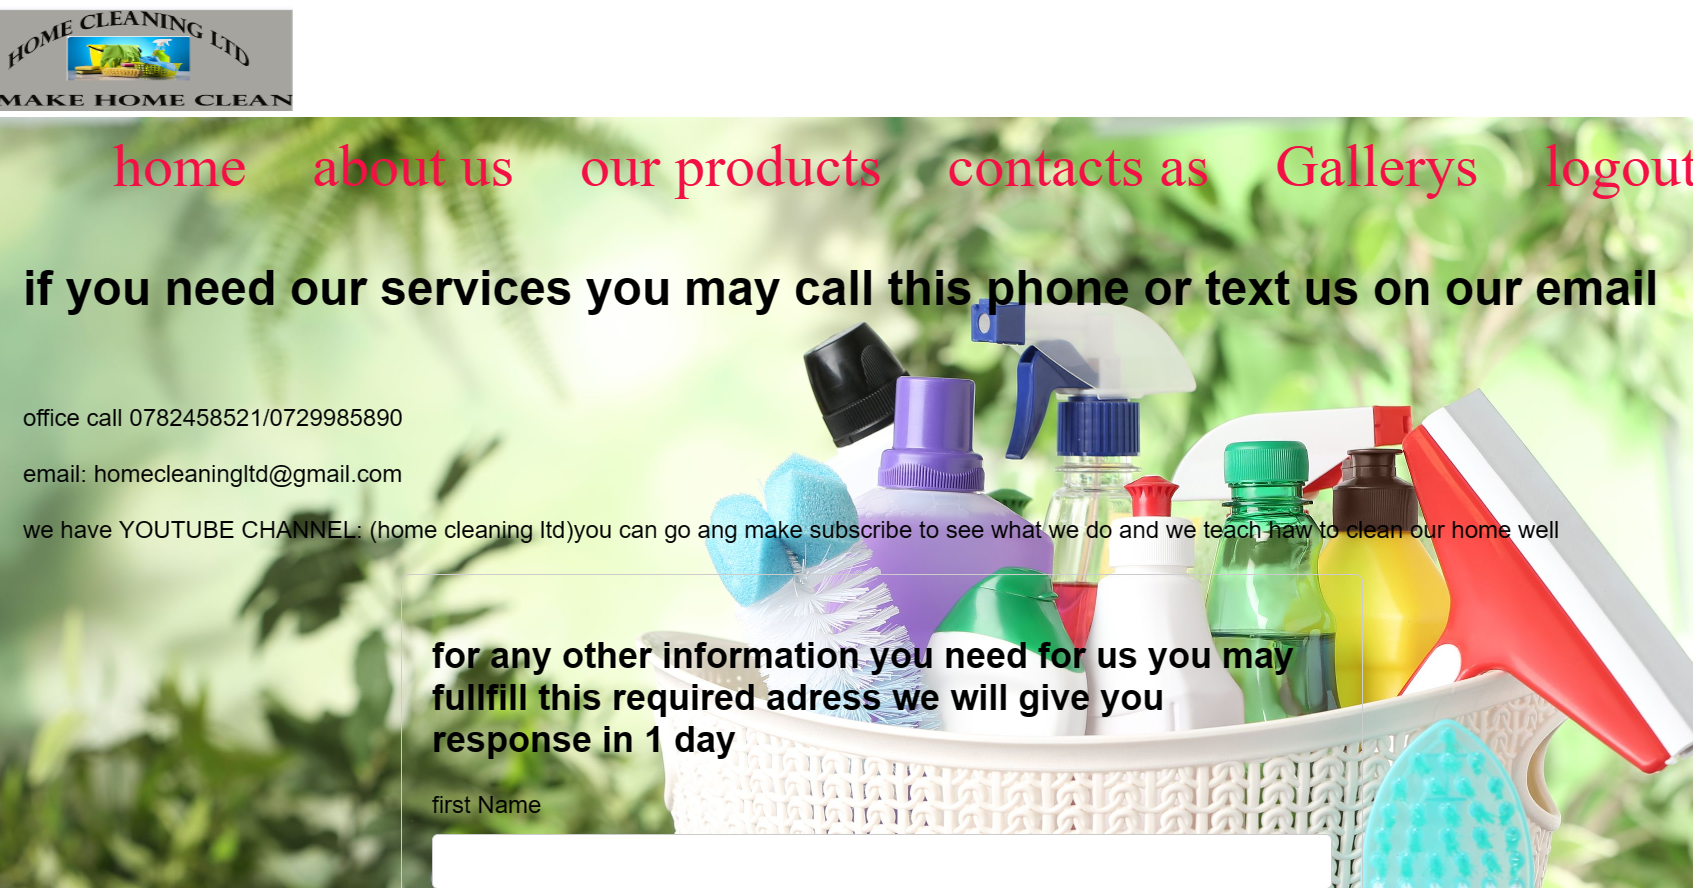 HOME CLEANING LTD
MAKE HOME CLEAN
home about us our products contacts as Gallerys logout
if you need our services you may call this phone or text us on our email
office call 0782458521/0729985890
email: homecleaningltd@gmail.com
we have YOUTUBE CHANNEL: (home cleaning ltd)you can go ang make subscribe to see what we do and we teach haw to clean our home well
for any other information you need for us you may
fullfill this required adress we will give you
response in 1 day
first Name